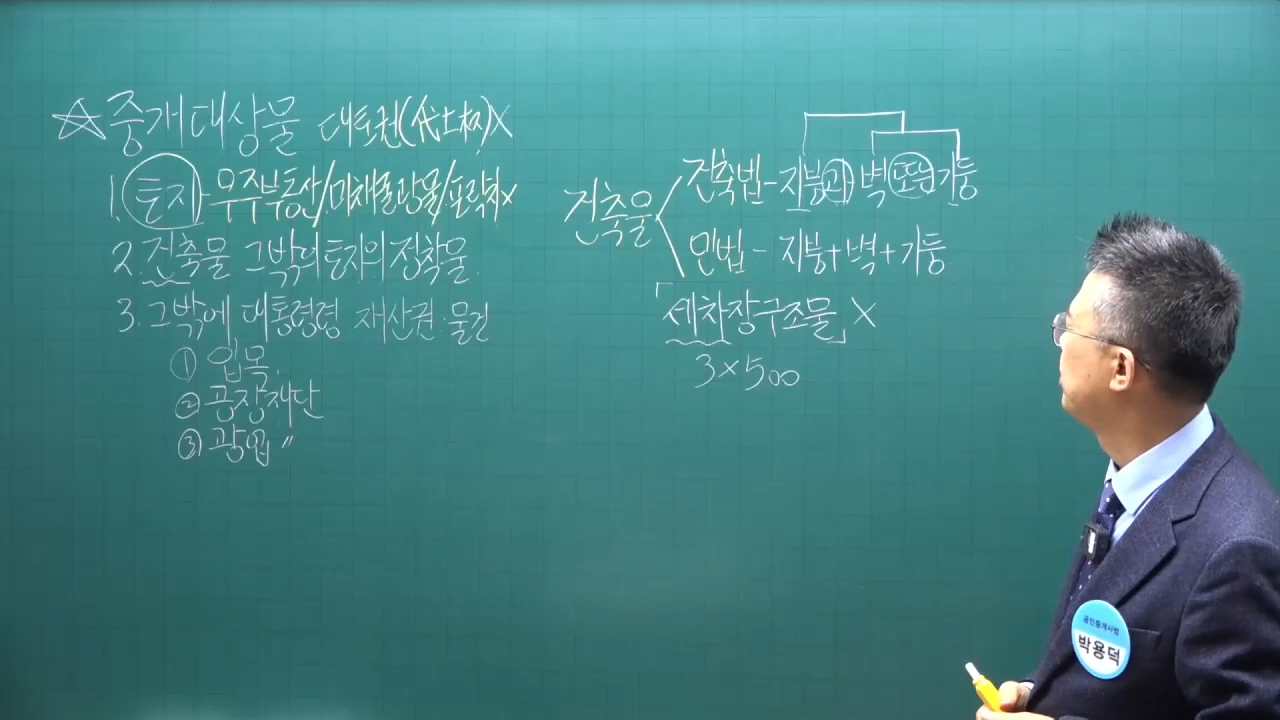 ☆ 중개대상물 대토권(代土权)X
1. 토지 - 무주부동산/미채굴광물/포락지X
2. 건축물 그밖의 토지의 정착물.
3. 그밖에 대통령령 재산권·물건
① 입목.
② 공장재단
③ 광업 〃
건축물
건축법 - 지붕과 벽 또는 기둥
민법 - 지붕+벽+기둥
「세차장구조물」 X
3×500
공인중개사법
박용덕